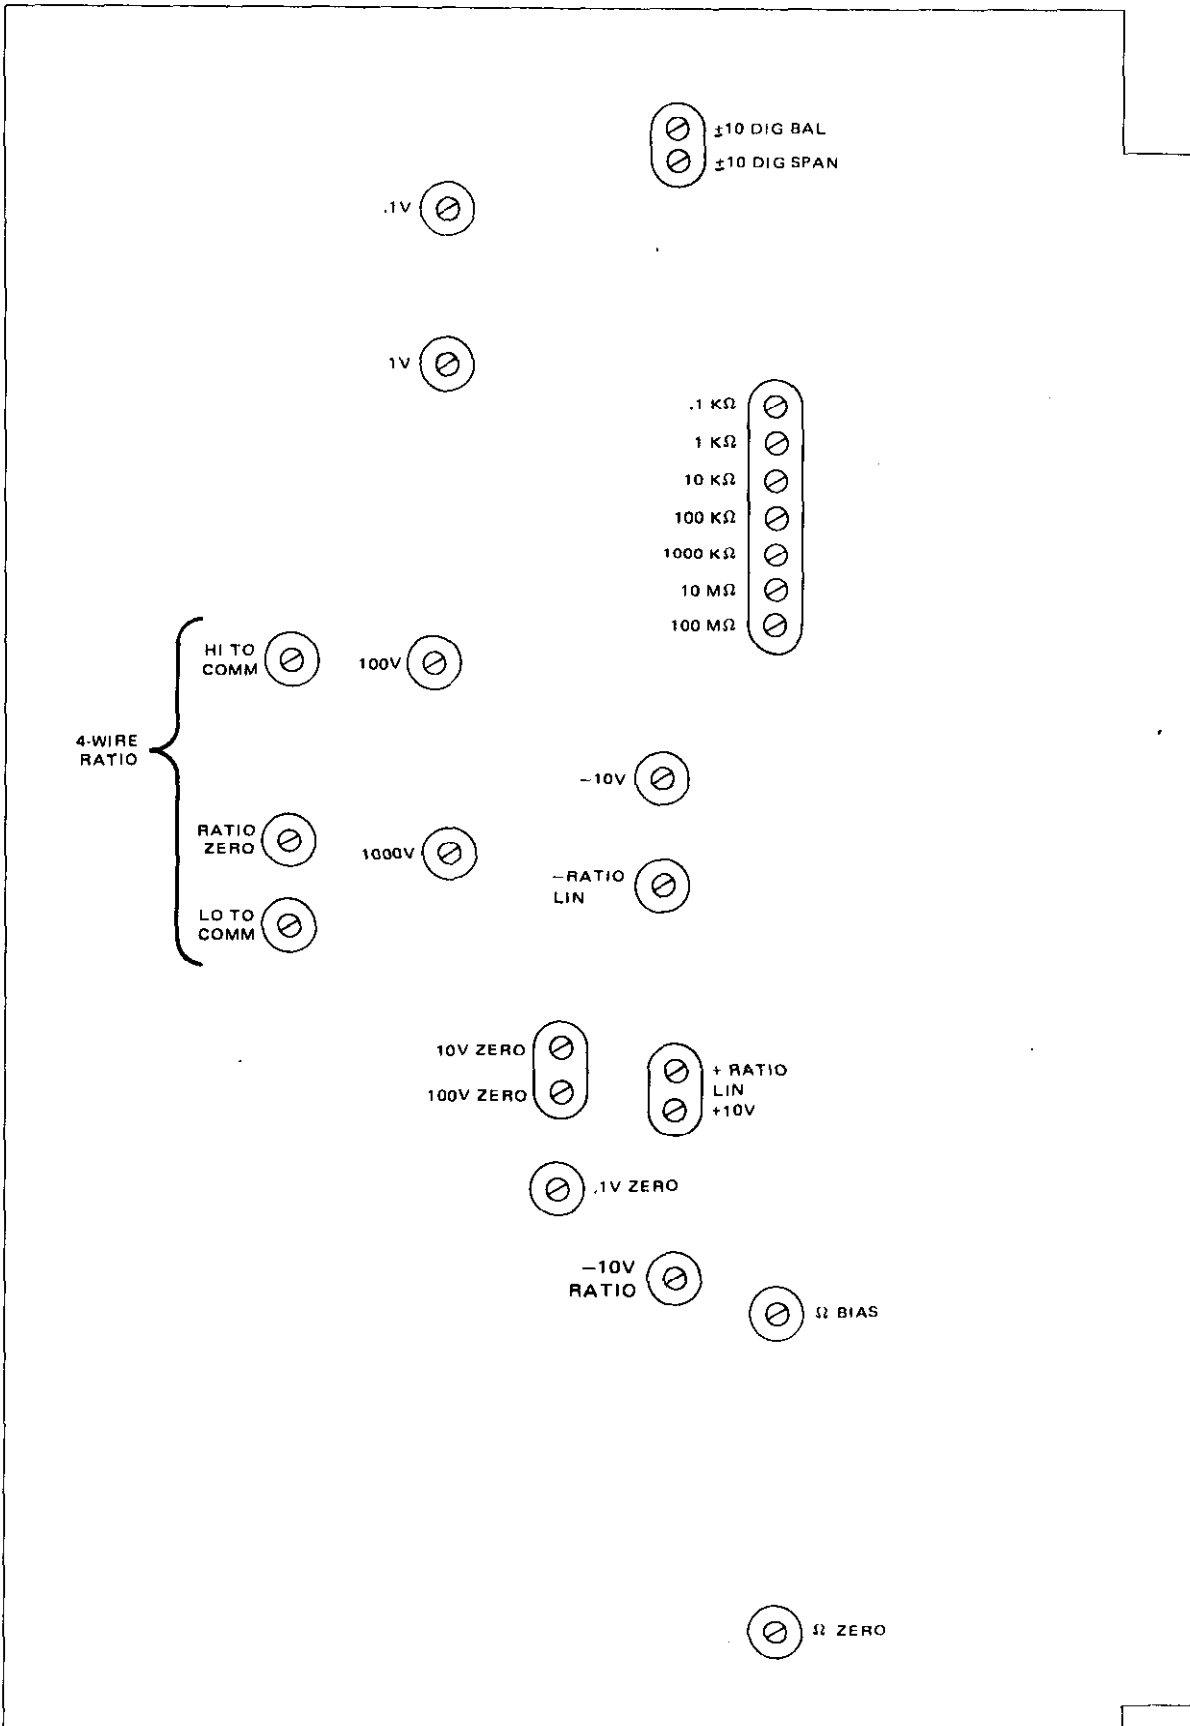 ±10 DIG BAL
±10 DIG SPAN
.1V
1V
.1 KΩ
1 KΩ
10 KΩ
100 KΩ
1000 KΩ
10 MΩ
100 MΩ
HI TO
COMM
100V
4-WIRE
RATIO
-10V
RATIO
ZERO
1000V
-RATIO
LIN
LO TO
COMM
10V ZERO
100V ZERO
+ RATIO
LIN
+10V
.1V ZERO
-10V
RATIO
Ω BIAS
Ω ZERO